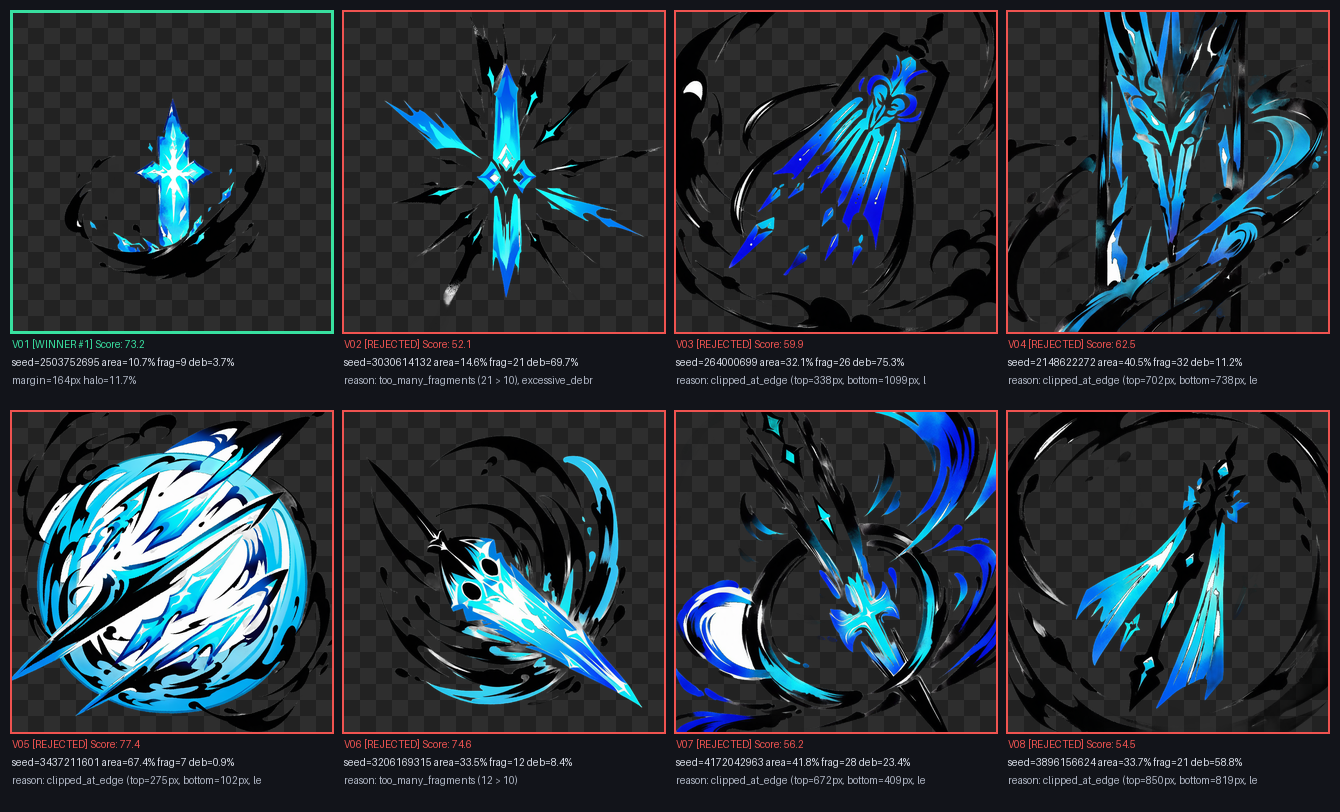 V01 [WINNER #1] Score: 73.2
seed=2503752695 area=10.7% frag=9 deb=3.7%
margin=164px halo=11.7%
V02 [REJECTED] Score: 52.1
seed=3030614132 area=14.6% frag=21 deb=69.7%
reason: too_many_fragments (21 > 10), excessive_debr
V03 [REJECTED] Score: 59.9
seed=264000699 area=32.1% frag=26 deb=75.3%
reason: clipped_at_edge (top=338px, bottom=1099px, l
V04 [REJECTED] Score: 62.5
seed=2148622272 area=40.5% frag=32 deb=11.2%
reason: clipped_at_edge (top=702px, bottom=738px, le
V05 [REJECTED] Score: 77.4
seed=3437211601 area=67.4% frag=7 deb=0.9%
reason: clipped_at_edge (top=275px, bottom=102px, le
V06 [REJECTED] Score: 74.6
seed=3206169315 area=33.5% frag=12 deb=8.4%
reason: too_many_fragments (12 > 10)
V07 [REJECTED] Score: 56.2
seed=4172042963 area=41.8% frag=28 deb=23.4%
reason: clipped_at_edge (top=672px, bottom=409px, le
V08 [REJECTED] Score: 54.5
seed=3896156624 area=33.7% frag=21 deb=58.8%
reason: clipped_at_edge (top=850px, bottom=819px, le